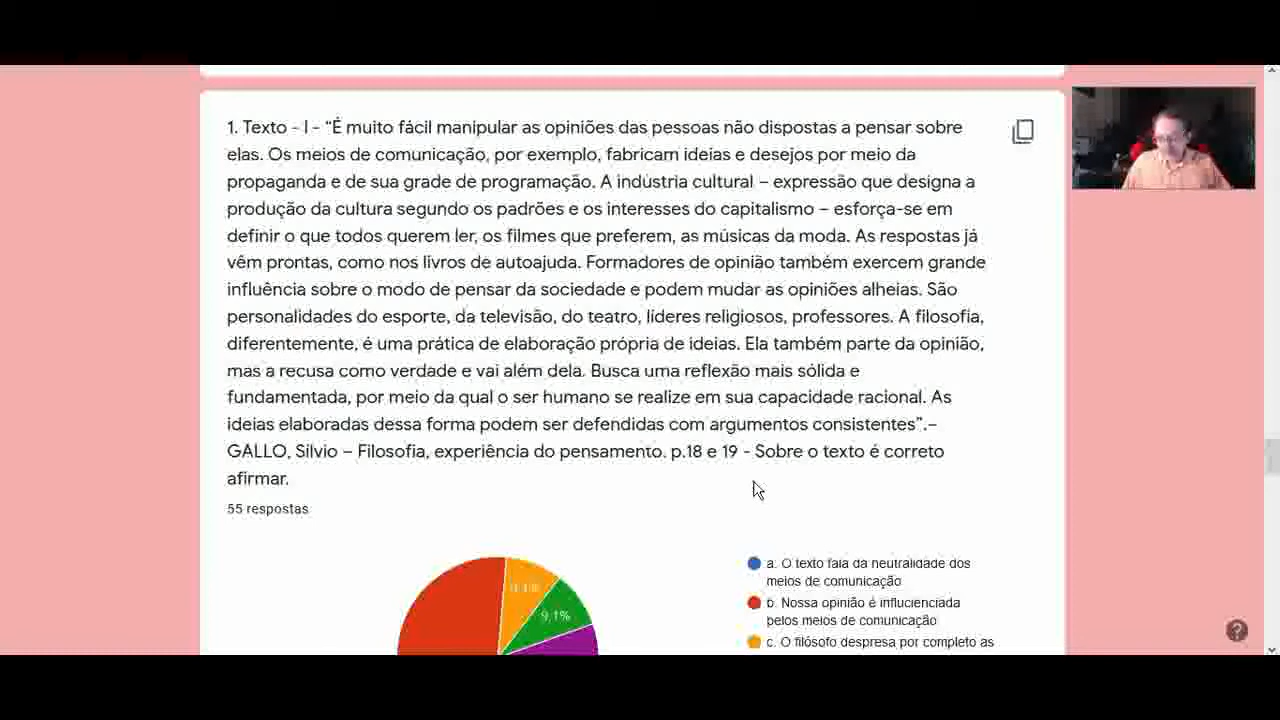 1. Texto - I - “É muito fácil manipular as opiniões das pessoas não dispostas a pensar sobre
elas. Os meios de comunicação, por exemplo, fabricam ideias e desejos por meio da
propaganda e de sua grade de programação. A indústria cultural – expressão que designa a
produção da cultura segundo os padrões e os interesses do capitalismo – esforça-se em
definir o que todos querem ler, os filmes que preferem, as músicas da moda. As respostas já
vêm prontas, como nos livros de autoajuda. Formadores de opinião também exercem grande
influência sobre o modo de pensar da sociedade e podem mudar as opiniões alheias. São
personalidades do esporte, da televisão, do teatro, líderes religiosos, professores. A filosofia,
diferentemente, é uma prática de elaboração própria de ideias. Ela também parte da opinião,
mas a recusa como verdade e vai além dela. Busca uma reflexão mais sólida e
fundamentada, por meio da qual o ser humano se realize em sua capacidade racional. As
ideias elaboradas dessa forma podem ser defendidas com argumentos consistentes”.–
GALLO, Silvio – Filosofia, experiência do pensamento. p.18 e 19 - Sobre o texto é correto
afirmar.
55 respostas
9,1%
9,1%
a. O texto fala da neutralidade dos
meios de comunicação
b. Nossa opinião é influcienciada
pelos meios de comunicação
c. O filósofo despresa por completo as